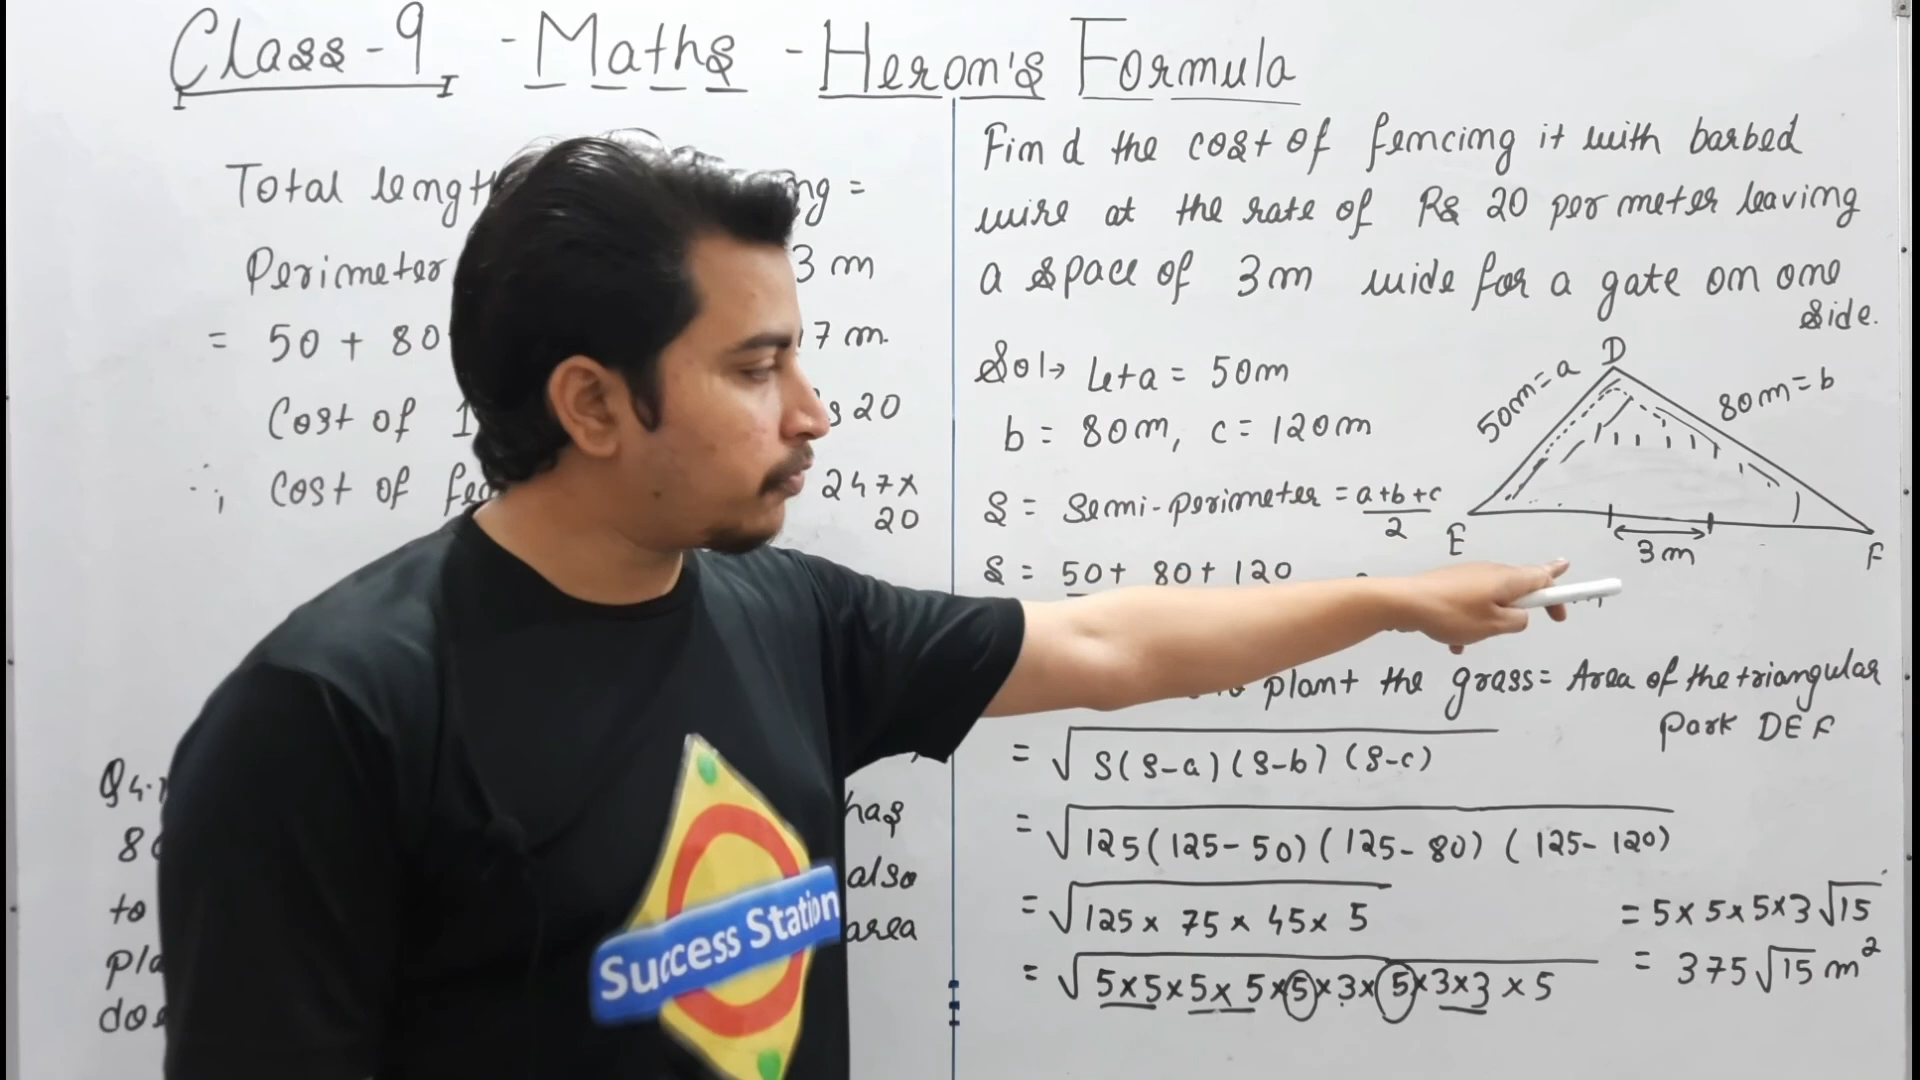 Class-9 - Maths - Heron's Formula
Total length ng =
Perimeter 3 m
= 50 + 80 7 m.
Cost of 1 20
∴ Cost of 247×
20
Q4.
has
also
to
area
Find the cost of fencing it with barbed
wire at the rate of Rs 20 per meter leaving
a space of 3m wide for a gate on one
side.
Sol→ Let a = 50m
b = 80m, c = 120m
S = Semi-perimeter = a+b+c
2
S = 50+ 80+ 120
D
50m=a
80m=b
E
3m
F
plant the grass = Area of the triangular
Park DEF
= √S(S-a)(S-b)(S-c)
= √125(125-50)(125-80)(125-120)
= √125× 75× 45× 5
= √5×5×5×5×5×3×5×3×3×5
= 5×5×5×3√15
= 375√15 m²
Success Station